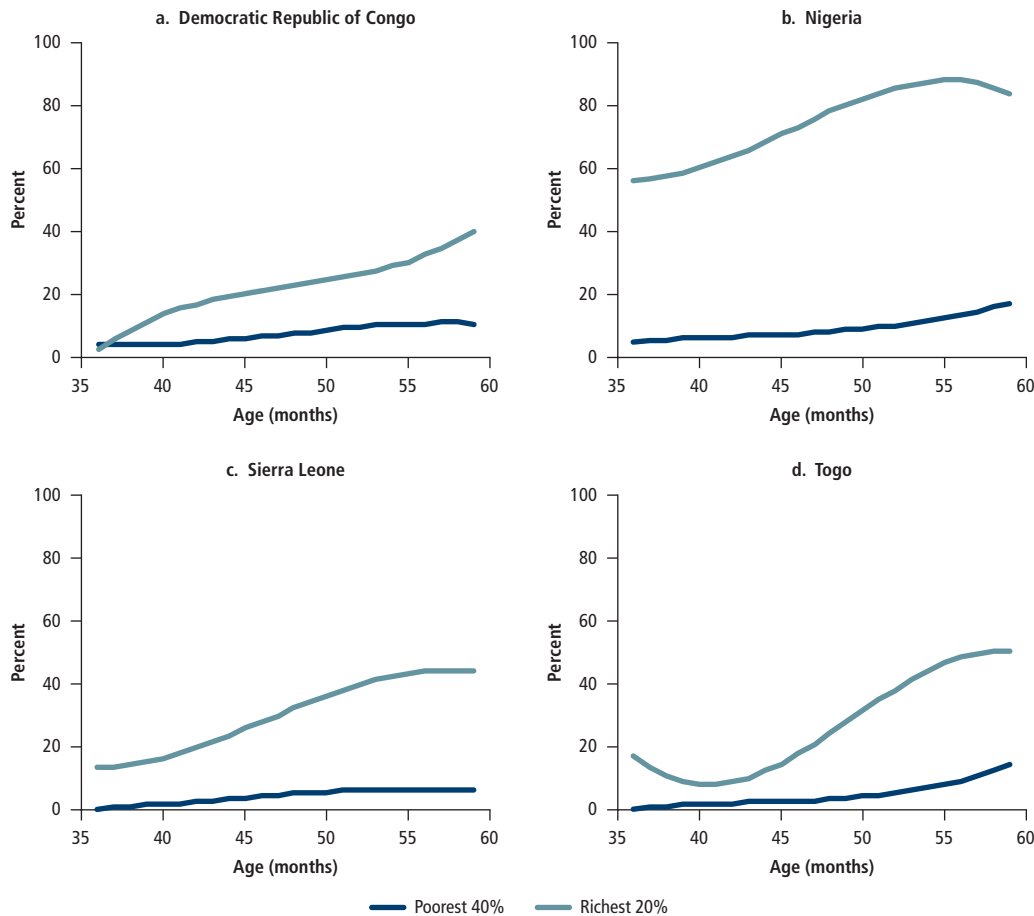 a. Democratic Republic of Congo
100
80
60
40
20
0
Percent
35 40 45 50 55 60
Age (months)
b. Nigeria
100
80
60
40
20
0
Percent
35 40 45 50 55 60
Age (months)
c. Sierra Leone
100
80
60
40
20
0
Percent
35 40 45 50 55 60
Age (months)
d. Togo
100
80
60
40
20
0
Percent
35 40 45 50 55 60
Age (months)
Poorest 40% Richest 20%